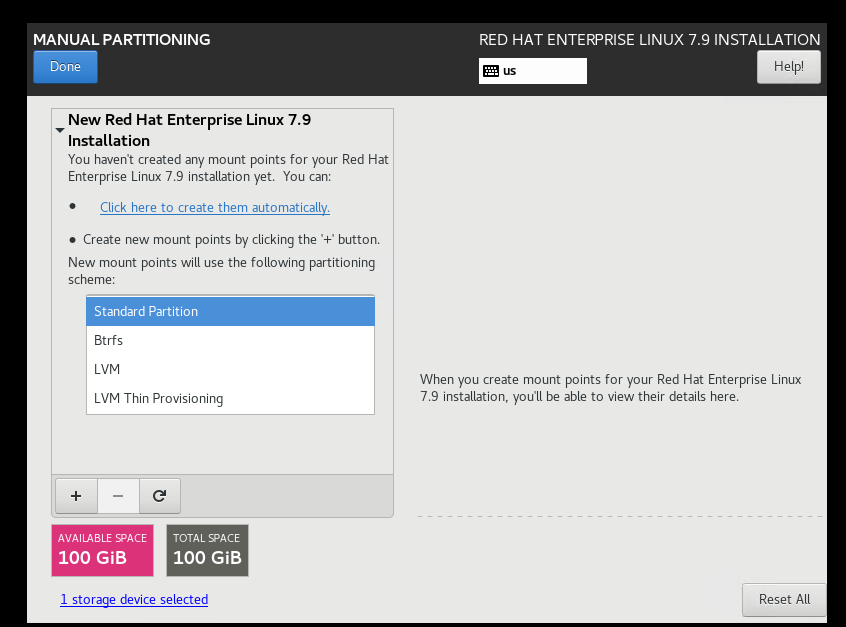 MANUAL PARTITIONING
RED HAT ENTERPRISE LINUX 7.9 INSTALLATION
Done
us
Help!
New Red Hat Enterprise Linux 7.9
Installation
You haven't created any mount points for your Red Hat
Enterprise Linux 7.9 installation yet.  You can:
• Click here to create them automatically.
• Create new mount points by clicking the '+' button.
New mount points will use the following partitioning
scheme:
Standard Partition
Btrfs
LVM
LVM Thin Provisioning
When you create mount points for your Red Hat Enterprise Linux
7.9 installation, you'll be able to view their details here.
+ −
AVAILABLE SPACE
100 GiB
TOTAL SPACE
100 GiB
1 storage device selected
Reset All